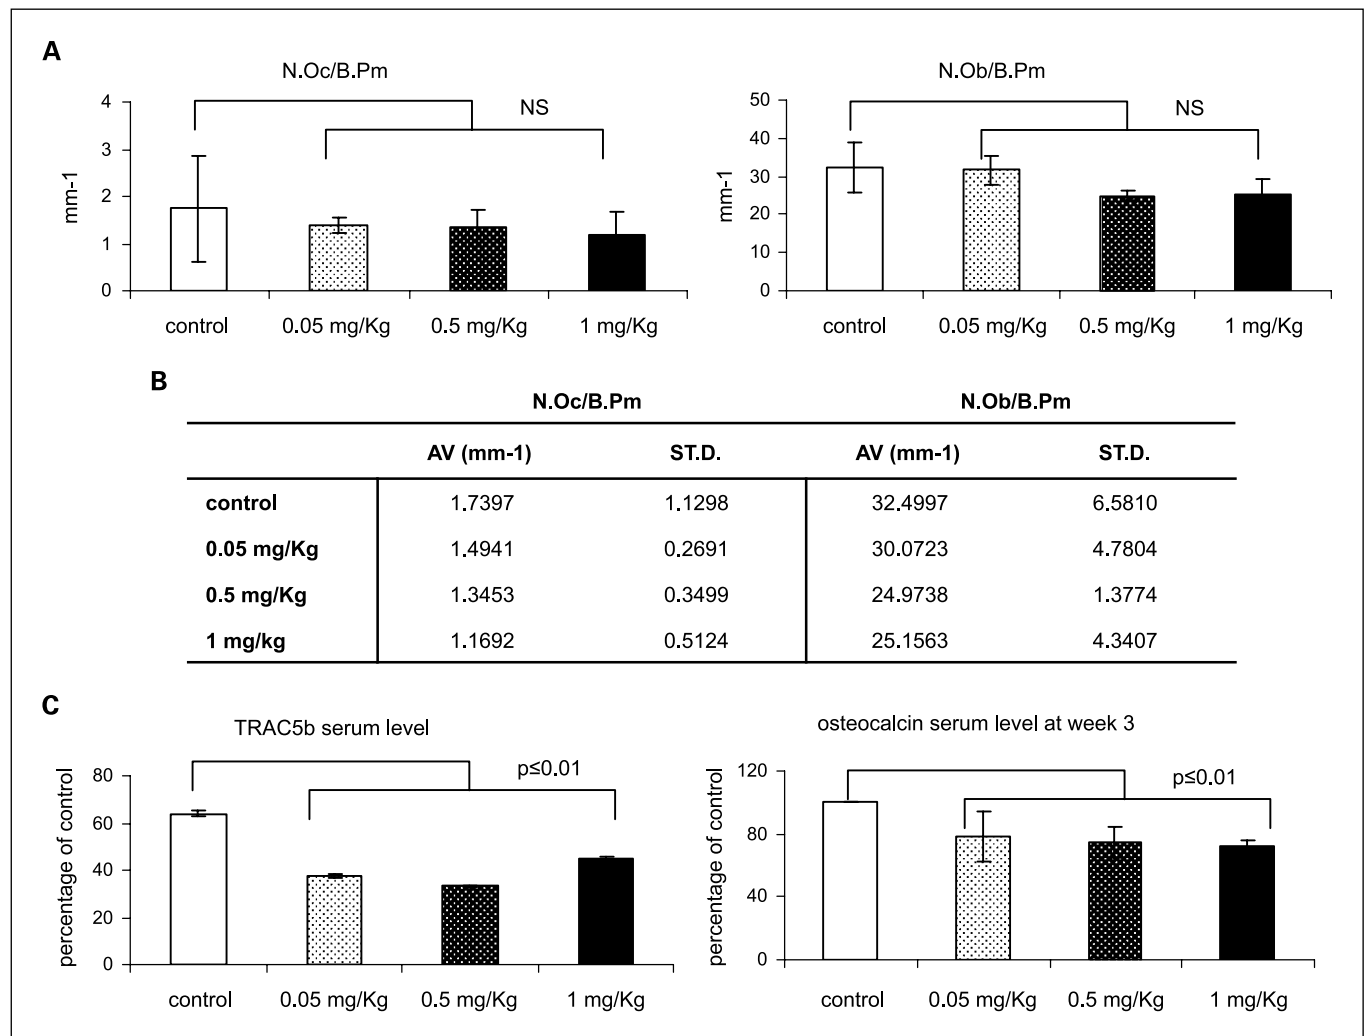 A
N.Oc/B.Pm
NS
4
3
2
1
0
mm-1
control 0.05 mg/Kg 0.5 mg/Kg 1 mg/Kg
N.Ob/B.Pm
NS
50
40
30
20
10
0
mm-1
control 0.05 mg/Kg 0.5 mg/Kg 1 mg/Kg
B
N.Oc/B.Pm N.Ob/B.Pm
AV (mm-1) ST.D. AV (mm-1) ST.D.
control 1.7397 1.1298 32.4997 6.5810
0.05 mg/Kg 1.4941 0.2691 30.0723 4.7804
0.5 mg/Kg 1.3453 0.3499 24.9738 1.3774
1 mg/kg 1.1692 0.5124 25.1563 4.3407
C
TRAC5b serum level
p≤0.01
80
60
40
20
0
percentage of control
control 0.05 mg/Kg 0.5 mg/Kg 1 mg/Kg
osteocalcin serum level at week 3
p≤0.01
120
80
40
0
percentage of control
control 0.05 mg/Kg 0.5 mg/Kg 1 mg/Kg